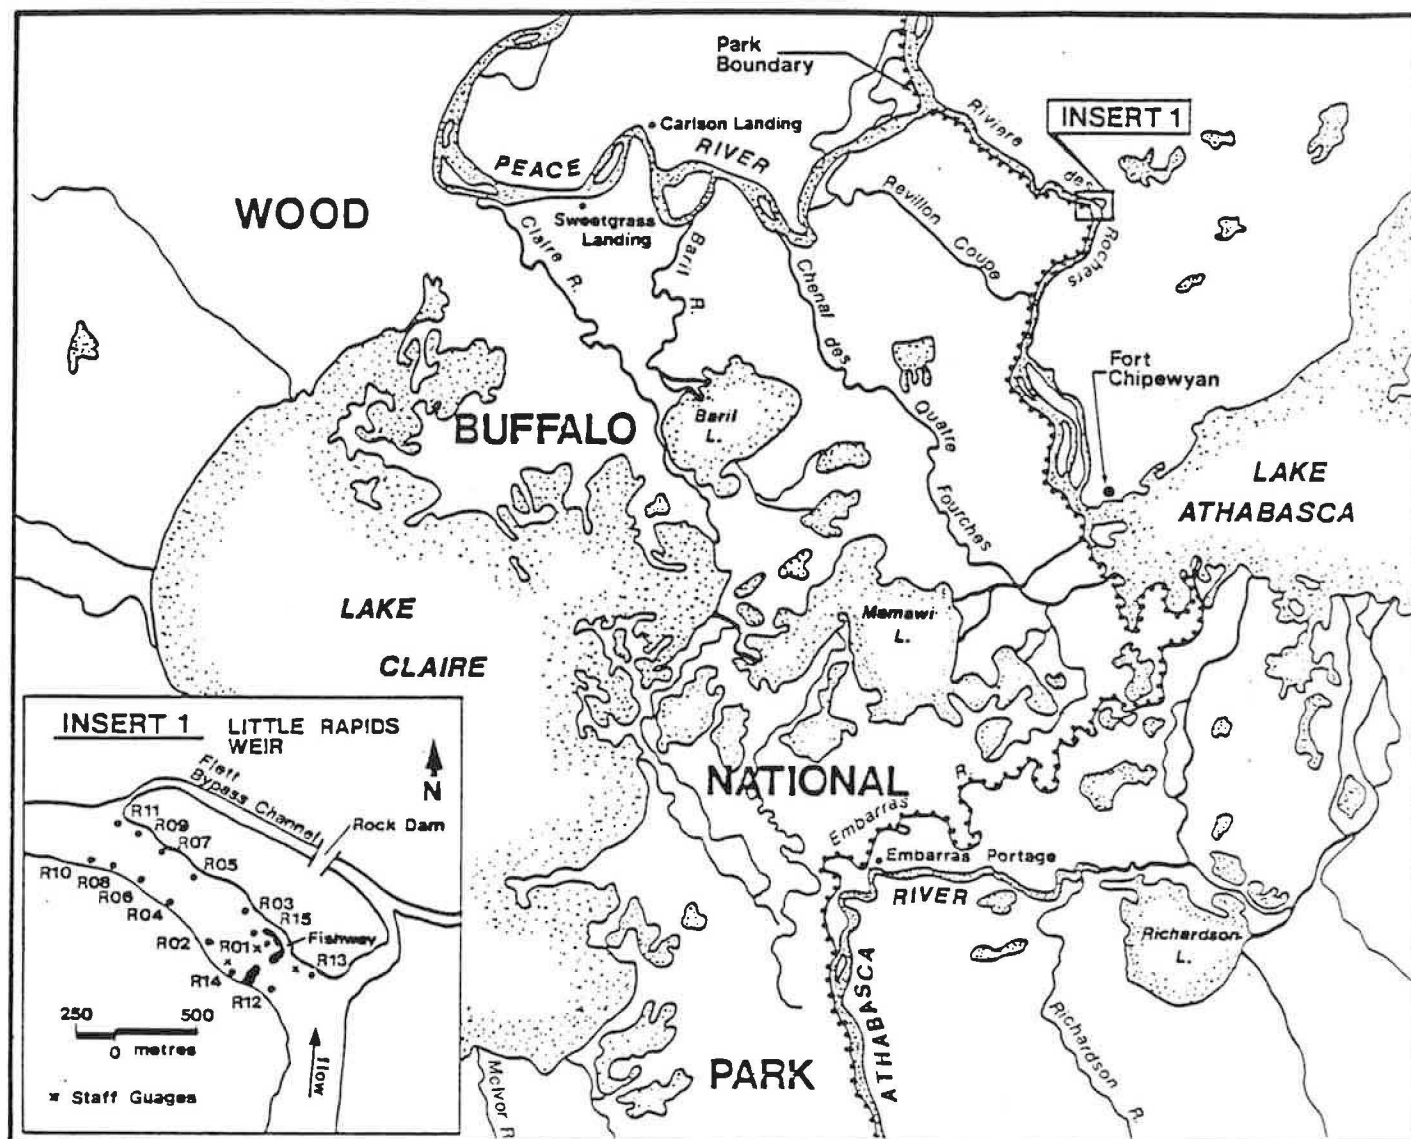 Park
Boundary
Riviere
des
Rochers
INSERT 1
Carlson Landing
PEACE
RIVER
WOOD
Sweetgrass
Landing
Claire R.
Baril
R.
Revillon
Coupe
Chenal
des
Quatre
Fourches
Fort
Chipewyan
Baril
L.
BUFFALO
LAKE
ATHABASCA
LAKE
CLAIRE
Mamawi
L.
NATIONAL
Embarras
R.
Embarras Portage
RIVER
ATHABASCA
Richardson
L.
Richardson
R.
PARK
McIvor R
INSERT 1
LITTLE RAPIDS
WEIR
N
Flett
Bypass Channel
Rock Dam
R11
R09
R07
R05
R10
R08
R06
R04
R03
R15
R02
R01
Fishway
R13
R14
R12
250
500
0 metres
flow
x Staff Guages